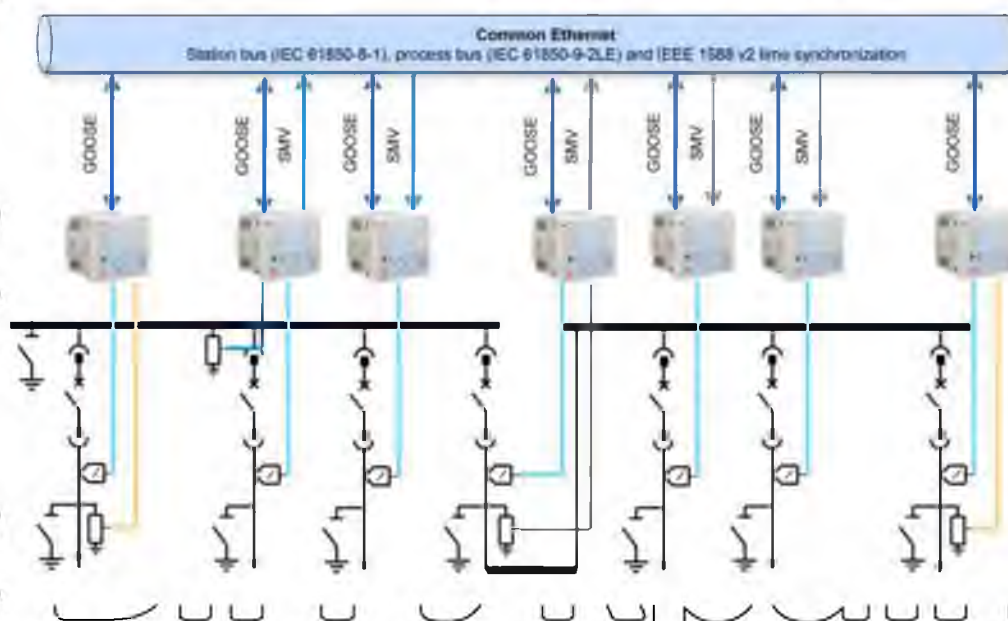 Common Ethernet
Station bus (IEC 61850-8-1), process bus (IEC 61850-9-2LE) and IEEE 1588 v2 time synchronization
GOOSE
GOOSE
SMV
GOOSE
SMV
GOOSE
SMV
GOOSE
SMV
GOOSE
SMV
GOOSE